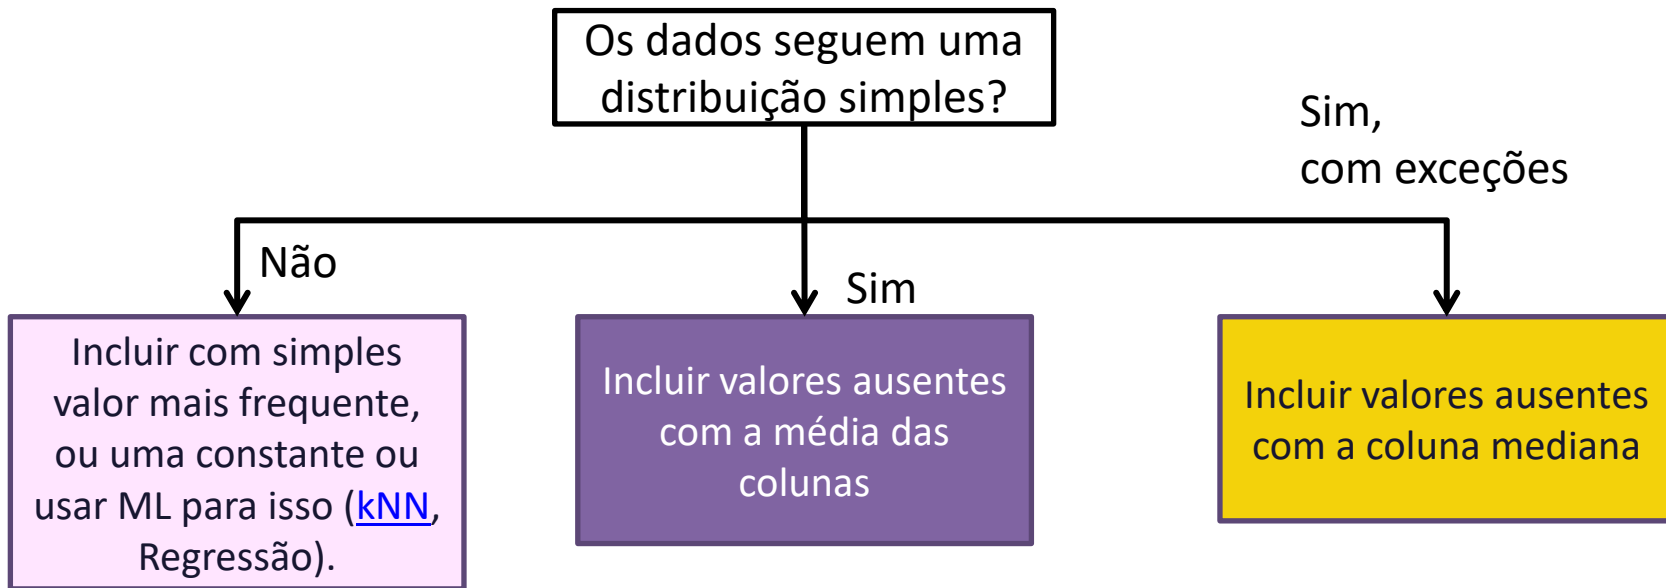 Os dados seguem uma
distribuição simples?
Sim,
com exceções
Não
Sim
Incluir com simples
valor mais frequente,
ou uma constante ou
usar ML para isso (kNN,
Regressão).
Incluir valores ausentes
com a média das
colunas
Incluir valores ausentes
com a coluna mediana